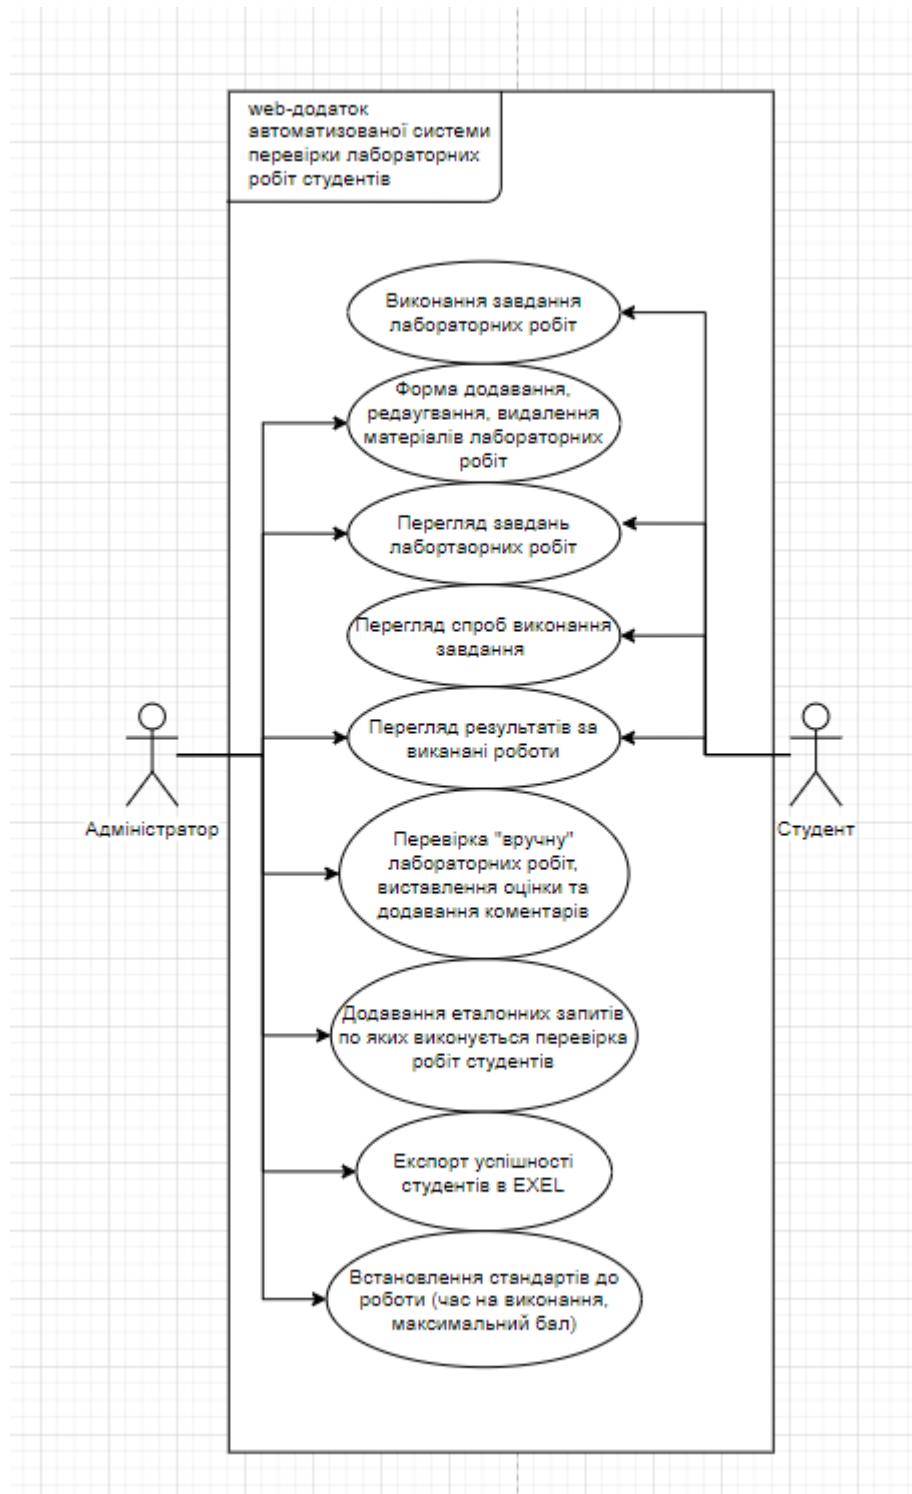 web-додаток
автоматизованої системи
перевірки лабораторних
робіт студентів
Виконання завдання
лабораторних робіт
Форма додавання,
редаугвання, видалення
матеріалів лабораторних
робіт
Перегляд завдань
лабортаорних робіт
Перегляд спроб виконання
завдання
Перегляд результатів за
виканані роботи
Адміністратор
Студент
Перевірка "вручну"
лабораторних робіт,
виставлення оцінки та
додавання коментарів
Додавання еталонних запитів
по яких виконується перевірка
робіт студентів
Експорт успішності
студентів в EXEL
Встановлення стандартів до
роботи (час на виконання,
максимальний бал)